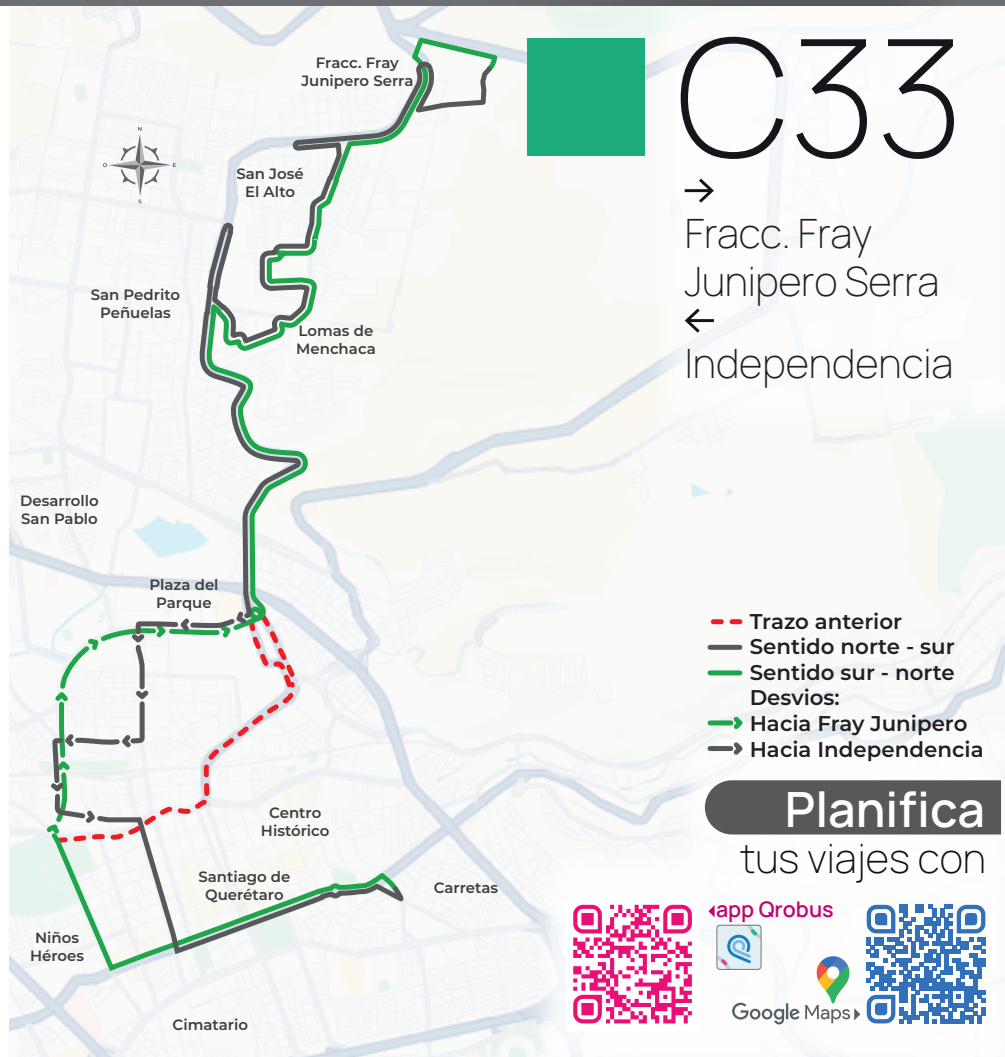 C33
→
Fracc. Fray
Junipero Serra
←
Independencia
Fracc. Fray
Junipero Serra
N
O
E
S
San José
El Alto
San Pedrito
Peñuelas
Lomas de
Menchaca
Desarrollo
San Pablo
Plaza del
Parque
Centro
Histórico
Santiago de
Querétaro
Carretas
Niños
Héroes
Cimatario
Trazo anterior
Sentido norte - sur
Sentido sur - norte
Desvios:
Hacia Fray Junipero
Hacia Independencia
Planifica
tus viajes con
app Qrobus
Google Maps